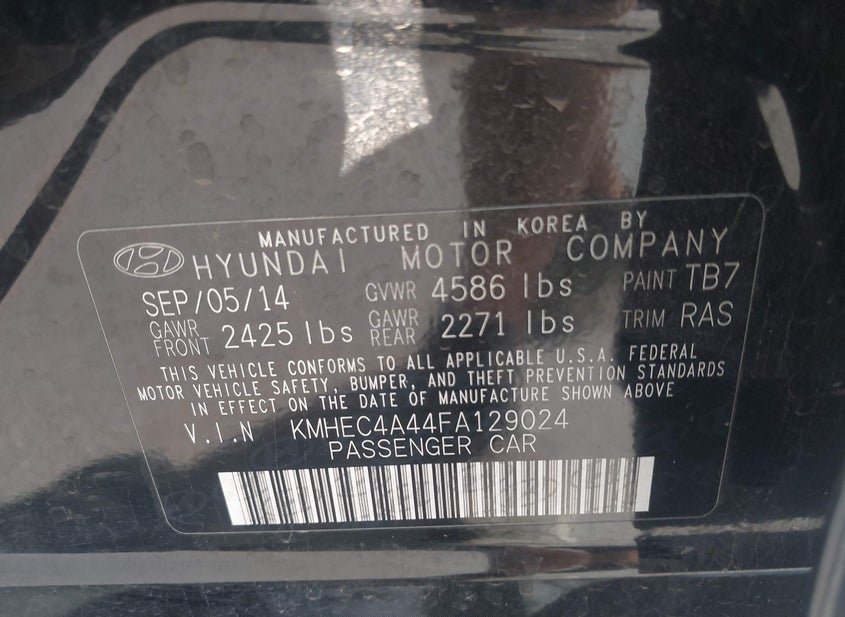 MANUFACTURED IN KOREA BY
HYUNDAI MOTOR COMPANY
SEP/05/14 GVWR 4586 lbs PAINT TB7
GAWR FRONT 2425 lbs GAWR REAR 2271 lbs TRIM RAS
THIS VEHICLE CONFORMS TO ALL APPLICABLE U.S.A. FEDERAL
MOTOR VEHICLE SAFETY, BUMPER, AND THEFT PREVENTION STANDARDS
IN EFFECT ON THE DATE OF MANUFACTURE SHOWN ABOVE
V.I.N KMHEC4A44FA129024
PASSENGER CAR